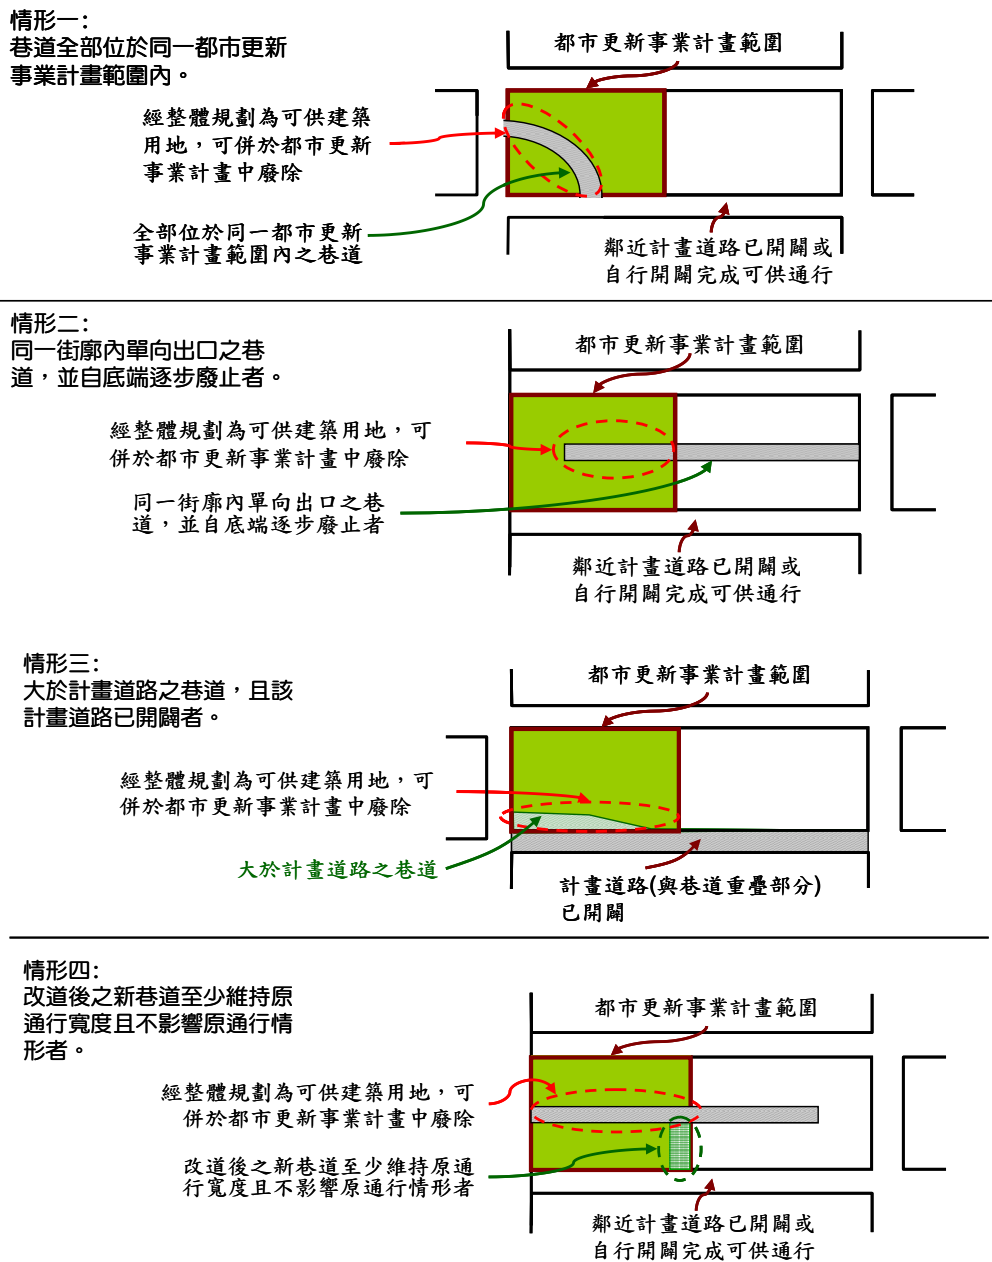 情形一:
巷道全部位於同一都市更新
事業計畫範圍內。
都市更新事業計畫範圍
經整體規劃為可供建築
用地，可併於都市更新
事業計畫中廢除
全部位於同一都市更新
事業計畫範圍內之巷道
鄰近計畫道路已開闢或
自行開闢完成可供通行
情形二:
同一街廓內單向出口之巷
道，並自底端逐步廢止者。
都市更新事業計畫範圍
經整體規劃為可供建築用地，可
併於都市更新事業計畫中廢除
同一街廓內單向出口之巷
道，並自底端逐步廢止者
鄰近計畫道路已開闢或
自行開闢完成可供通行
情形三:
大於計畫道路之巷道，且該
計畫道路已開闢者。
都市更新事業計畫範圍
經整體規劃為可供建築用地，可
併於都市更新事業計畫中廢除
大於計畫道路之巷道
計畫道路(與巷道重疊部分)
已開闢
情形四:
改道後之新巷道至少維持原
通行寬度且不影響原通行情
形者。
都市更新事業計畫範圍
經整體規劃為可供建築用地，可
併於都市更新事業計畫中廢除
改道後之新巷道至少維持原通
行寬度且不影響原通行情形者
鄰近計畫道路已開闢或
自行開闢完成可供通行